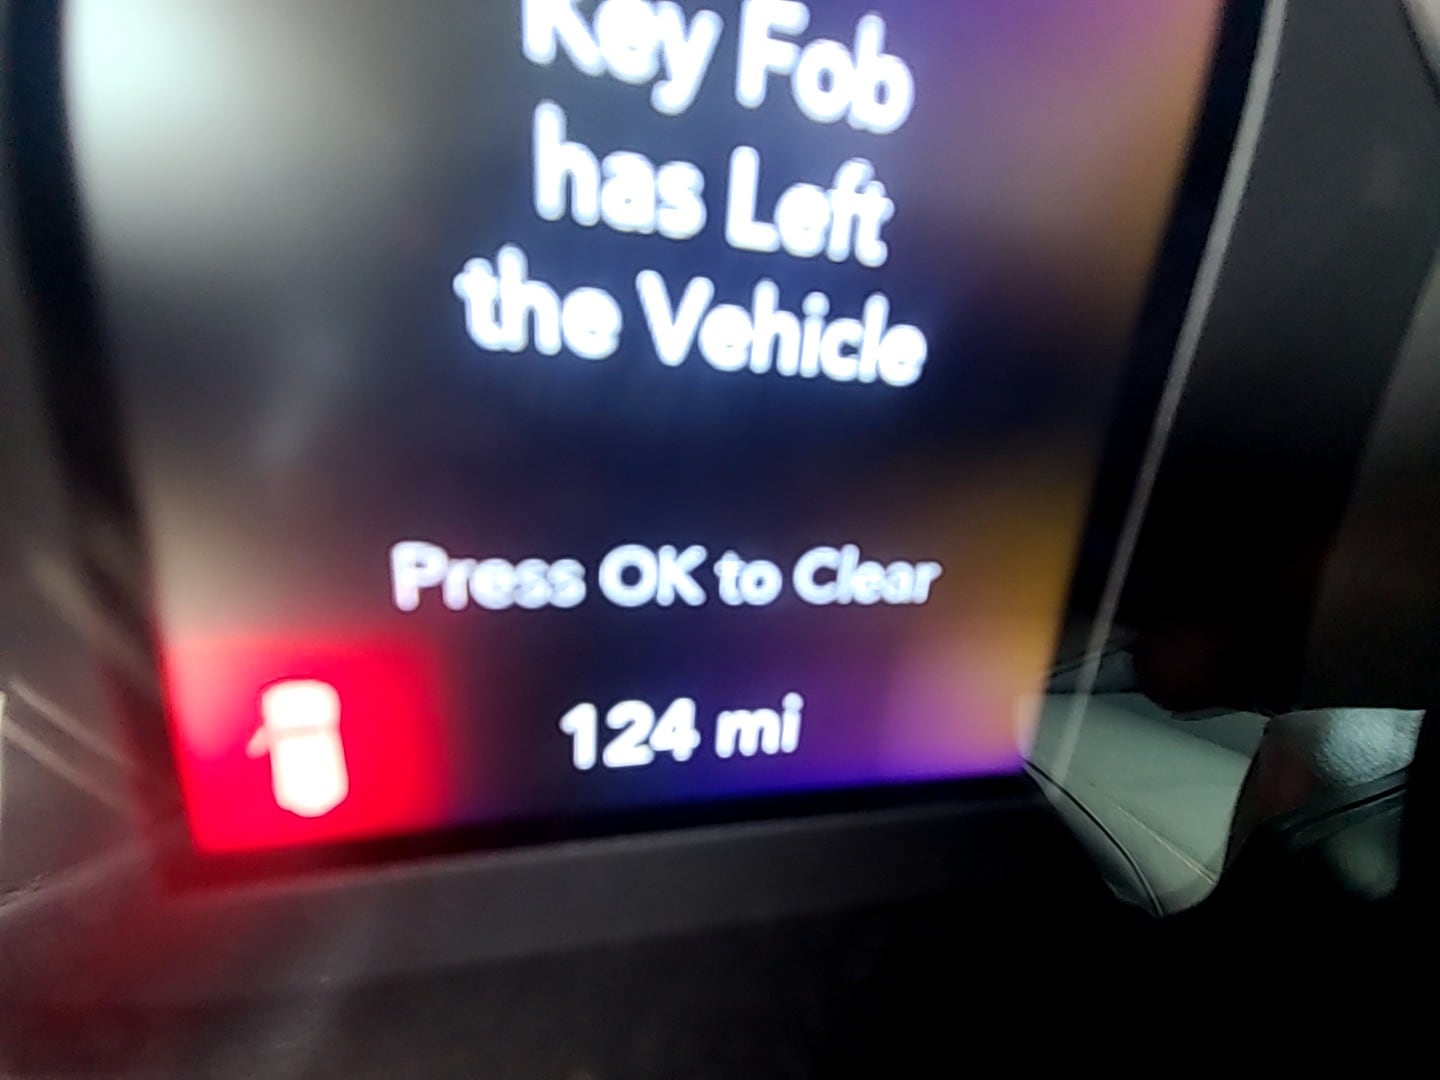 Key Fob
has Left
the Vehicle
Press OK to Clear
124 mi